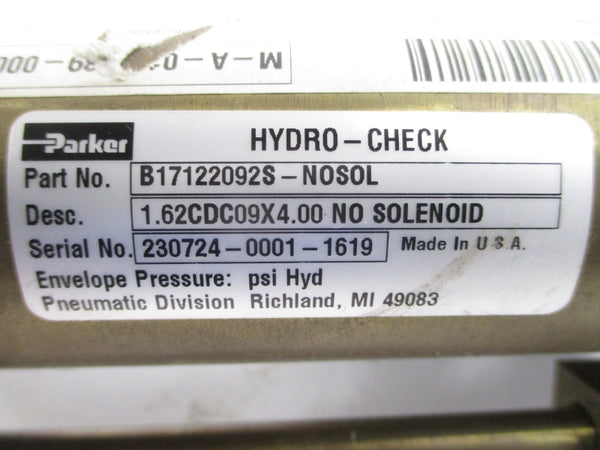 Parker
HYDRO-CHECK
Part No. B17122092S-NOSOL
Desc. 1.62CDC09X4.00 NO SOLENOID
Serial No. 230724-0001-1619 Made In U.S.A.
Envelope Pressure: psi Hyd
Pneumatic Division Richland, MI 49083